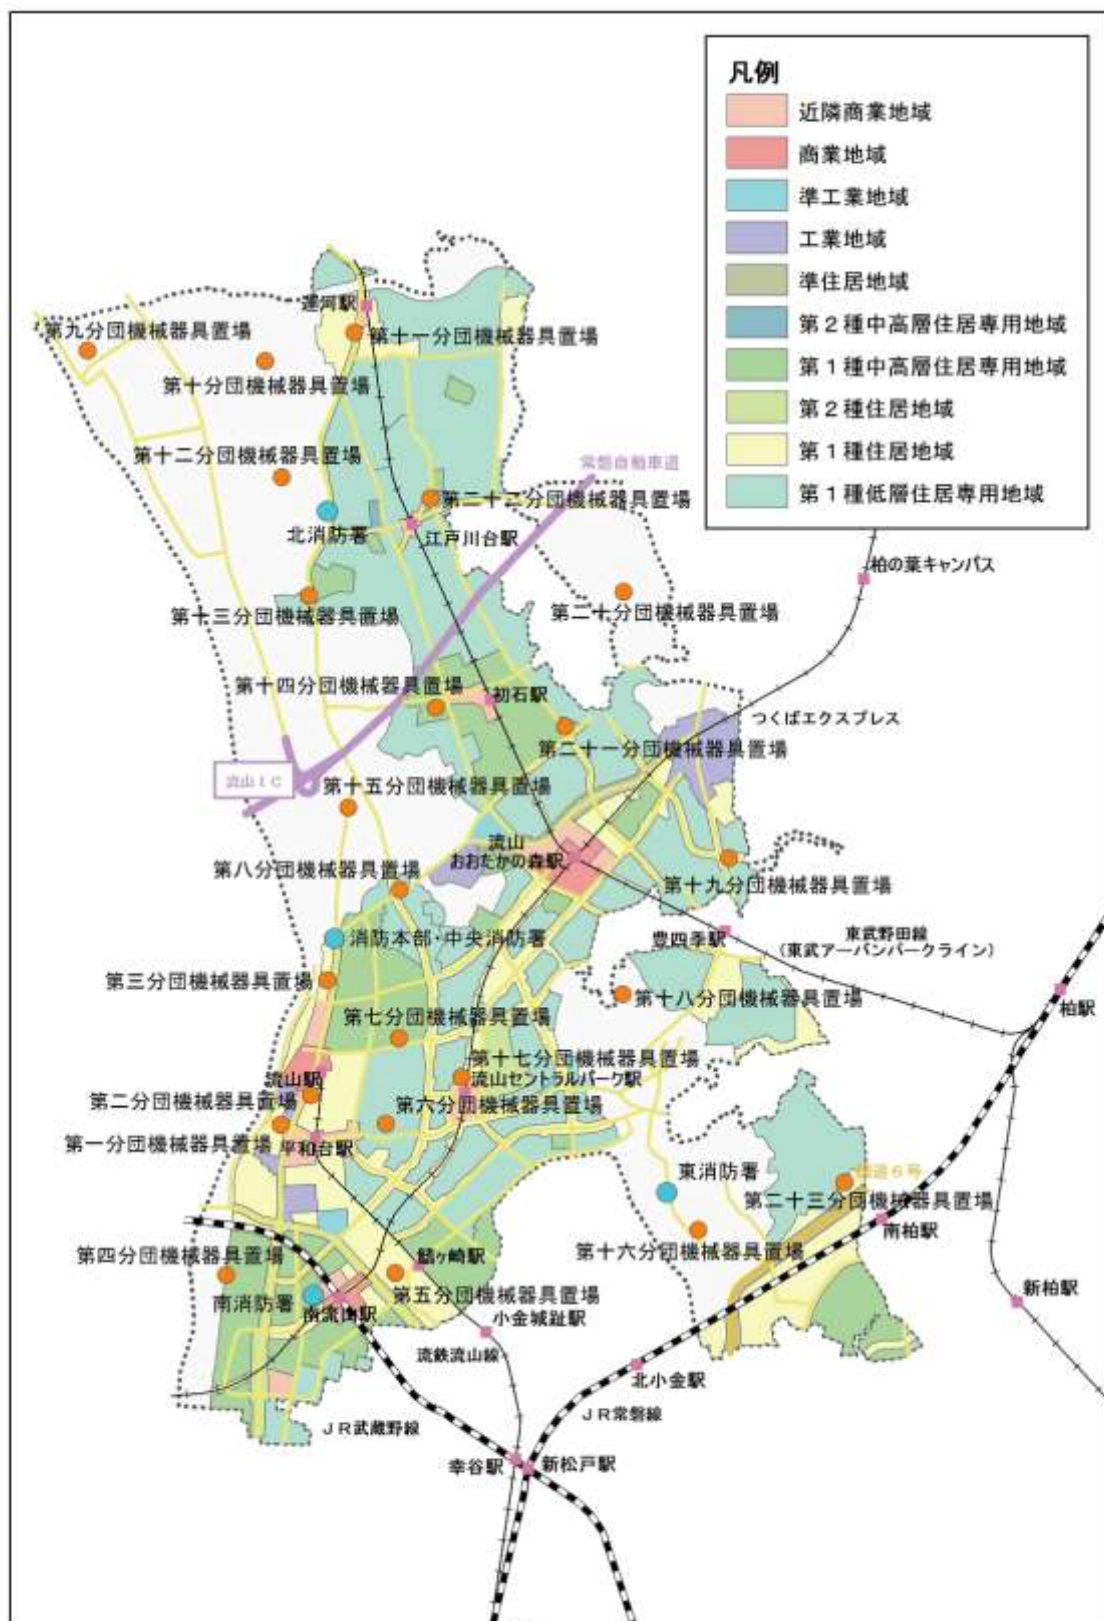 凡例
近隣商業地域
商業地域
準工業地域
工業地域
準住居地域
第２種中高層住居専用地域
第１種中高層住居専用地域
第２種住居地域
第１種住居地域
第１種低層住居専用地域
運河駅
第九分団機械器具置場
第十一分団機械器具置場
第十分団機械器具置場
第十二分団機械器具置場
常磐自動車道
第二十二分団機械器具置場
北消防署
江戸川台駅
柏の葉キャンパス
第十三分団機械器具置場
第二十分団機械器具置場
第十四分団機械器具置場
初石駅
つくばエクスプレス
第二十一分団機械器具置場
流山ＩＣ
第十五分団機械器具置場
流山
おおたかの森駅
第八分団機械器具置場
第十九分団機械器具置場
消防本部・中央消防署
豊四季駅
東武野田線
（東武アーバンパークライン）
第三分団機械器具置場
第十八分団機械器具置場
柏駅
第七分団機械器具置場
第十七分団機械器具置場
流山駅
流山セントラルパーク駅
第二分団機械器具置場
第六分団機械器具置場
第一分団機械器具置場
平和台駅
東消防署
国道６号
第二十三分団機械器具置場
南柏駅
第四分団機械器具置場
鰭ヶ崎駅
第十六分団機械器具置場
南消防署
南流山駅
第五分団機械器具置場
新柏駅
小金城趾駅
流鉄流山線
北小金駅
ＪＲ武蔵野線
ＪＲ常磐線
幸谷駅
新松戸駅